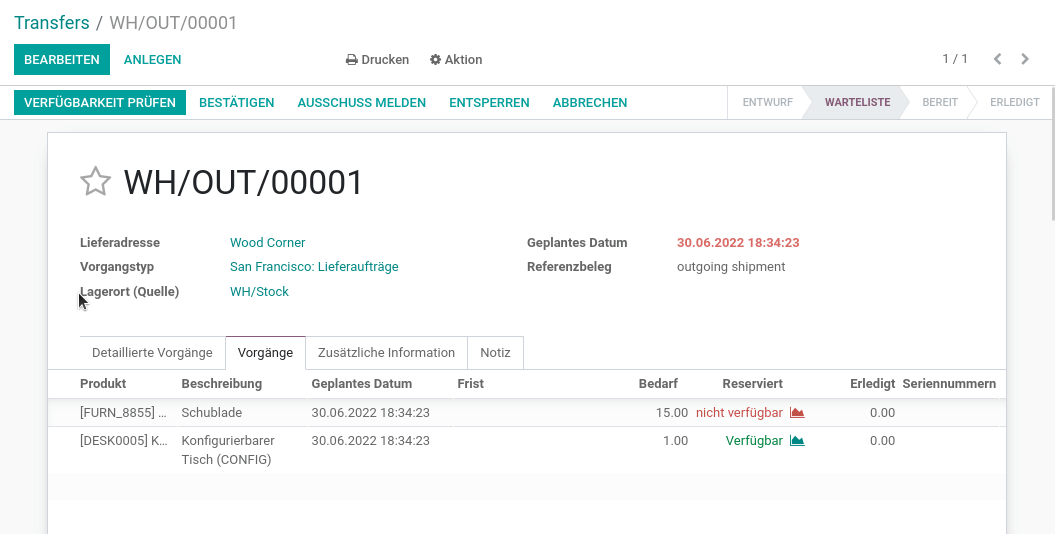 Transfers / WH/OUT/00001
BEARBEITEN ANLEGEN Drucken Aktion 1 / 1
VERFÜGBARKEIT PRÜFEN BESTÄTIGEN AUSSCHUSS MELDEN ENTSPERREN ABBRECHEN ENTWURF WARTELISTE BEREIT ERLEDIGT
WH/OUT/00001
Lieferadresse Wood Corner Geplantes Datum 30.06.2022 18:34:23
Vorgangstyp San Francisco: Lieferaufträge Referenzbeleg outgoing shipment
Lagerort (Quelle) WH/Stock
Detaillierte Vorgänge Vorgänge Zusätzliche Information Notiz
Produkt Beschreibung Geplantes Datum Frist Bedarf Reserviert Erledigt Seriennummern
[FURN_8855] ... Schublade 30.06.2022 18:34:23 15.00 nicht verfügbar 0.00
[DESK0005] K... Konfigurierbarer 30.06.2022 18:34:23 1.00 Verfügbar 0.00
Tisch (CONFIG)